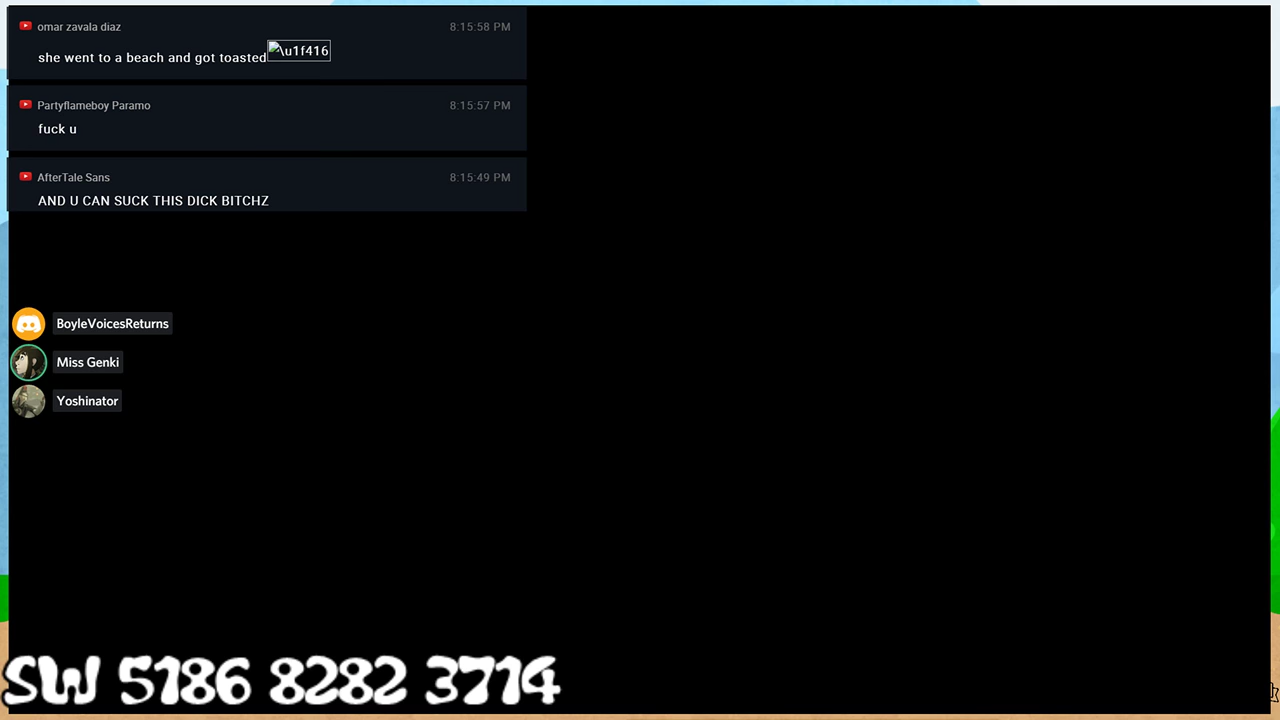 omar zavala diaz 8:15:58 PM
she went to a beach and got toasted\u1f416
Partyflameboy Paramo 8:15:57 PM
fuck u
AfterTale Sans 8:15:49 PM
AND U CAN SUCK THIS DICK BITCHZ
BoyleVoicesReturns
Miss Genki
Yoshinator
SW 5186 8282 3714